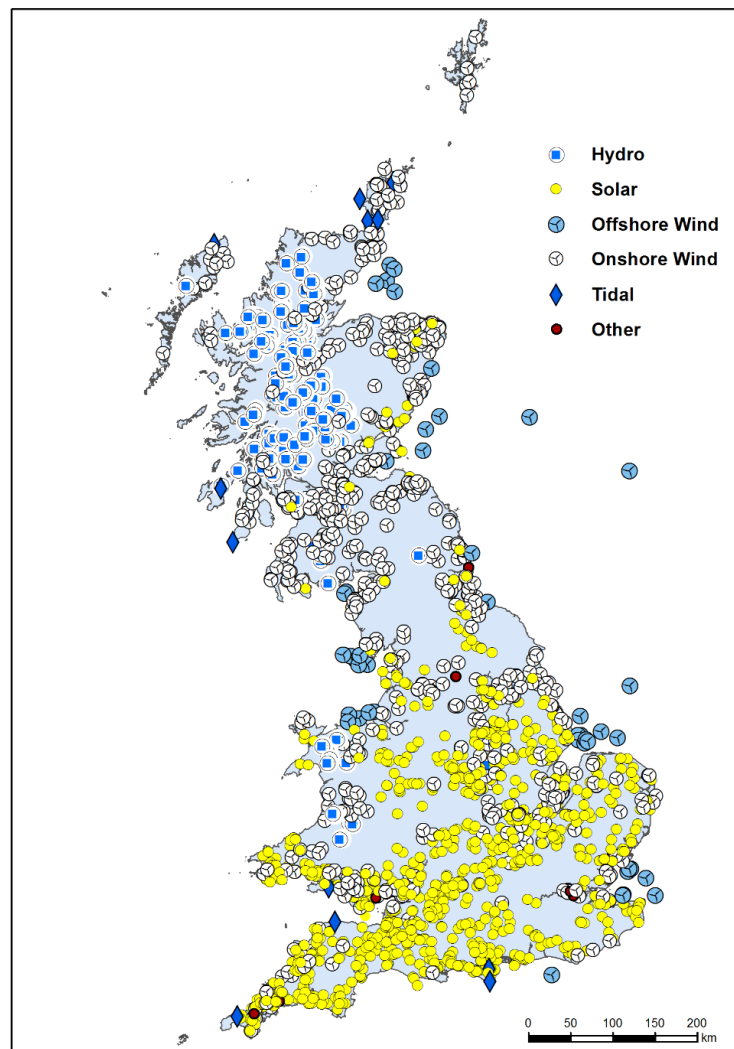 Hydro
Solar
Offshore Wind
Onshore Wind
Tidal
Other
0 50 100 150 200
km